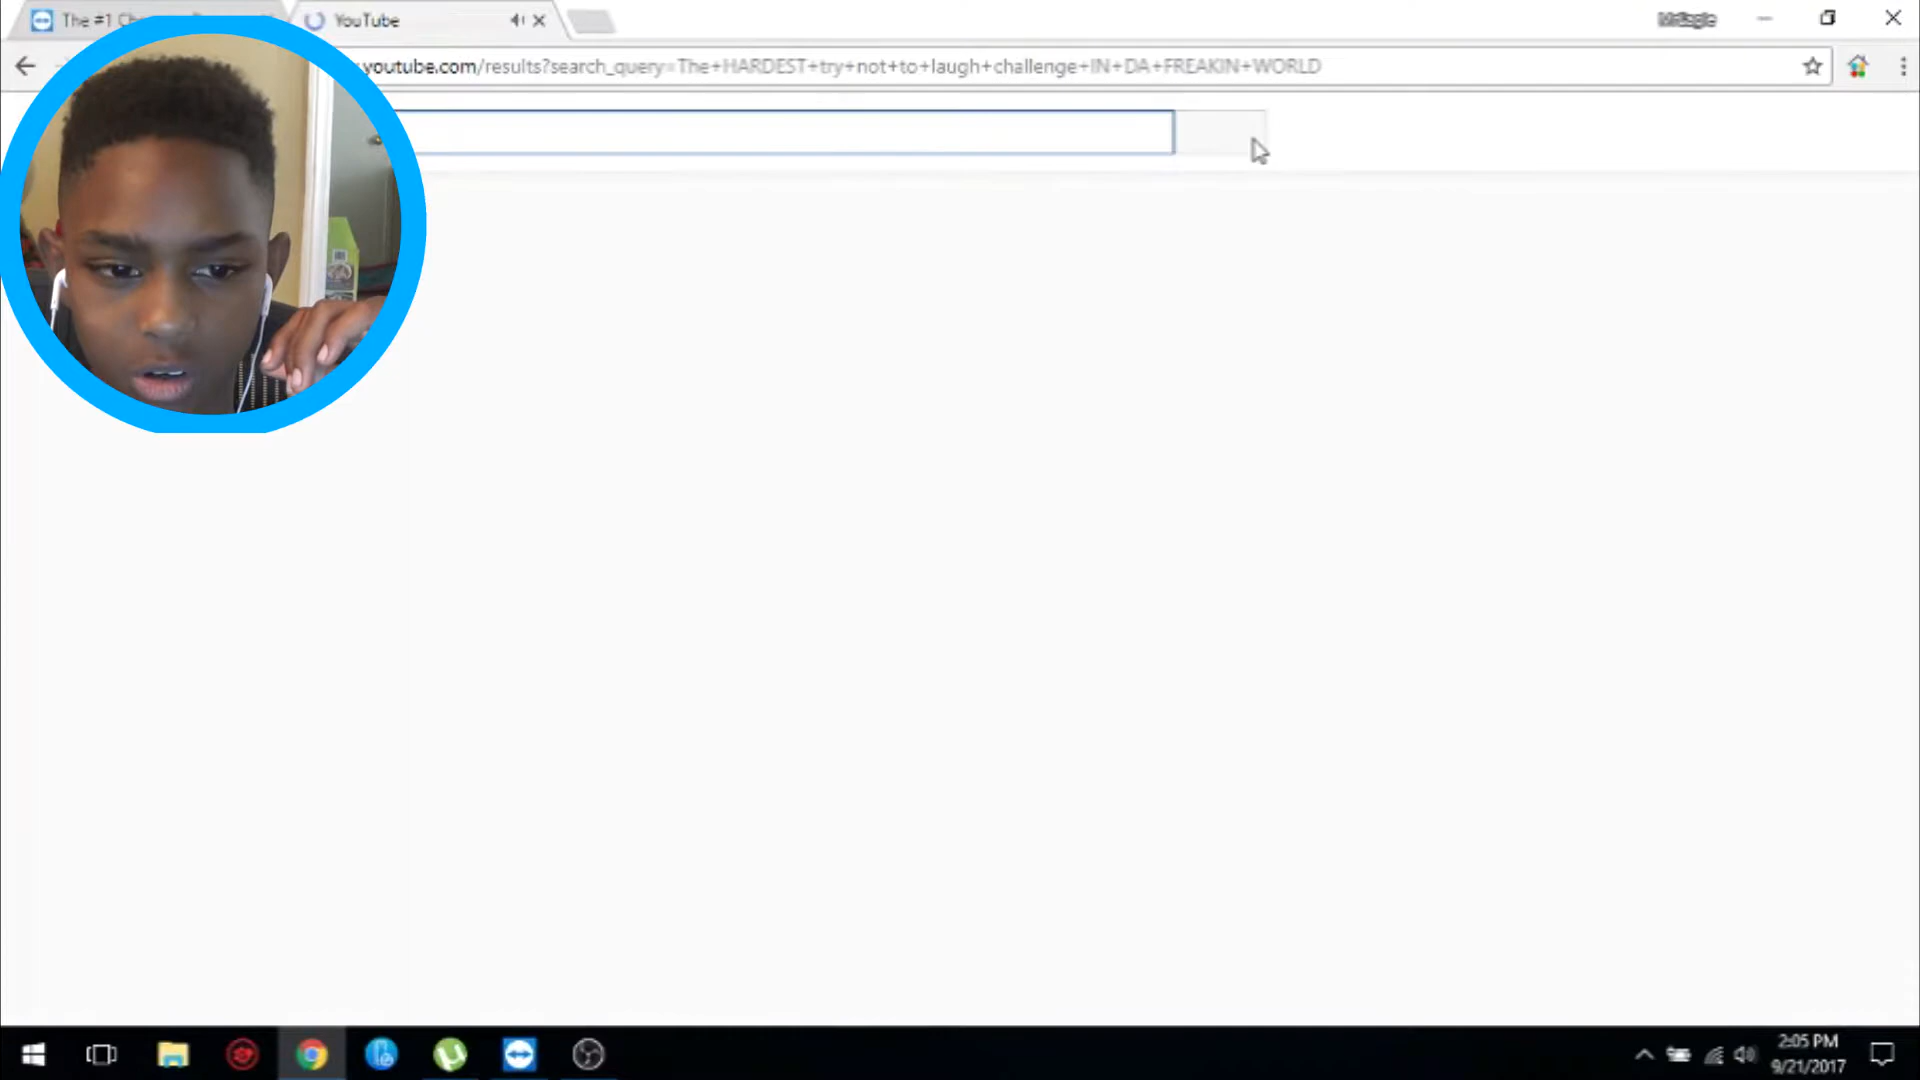 The #1 Ch
YouTube
youtube.com/results?search_query=The+HARDEST+try+not+to+laugh+challenge+IN+DA+FREAKIN+WORLD
2:05 PM
9/21/2017